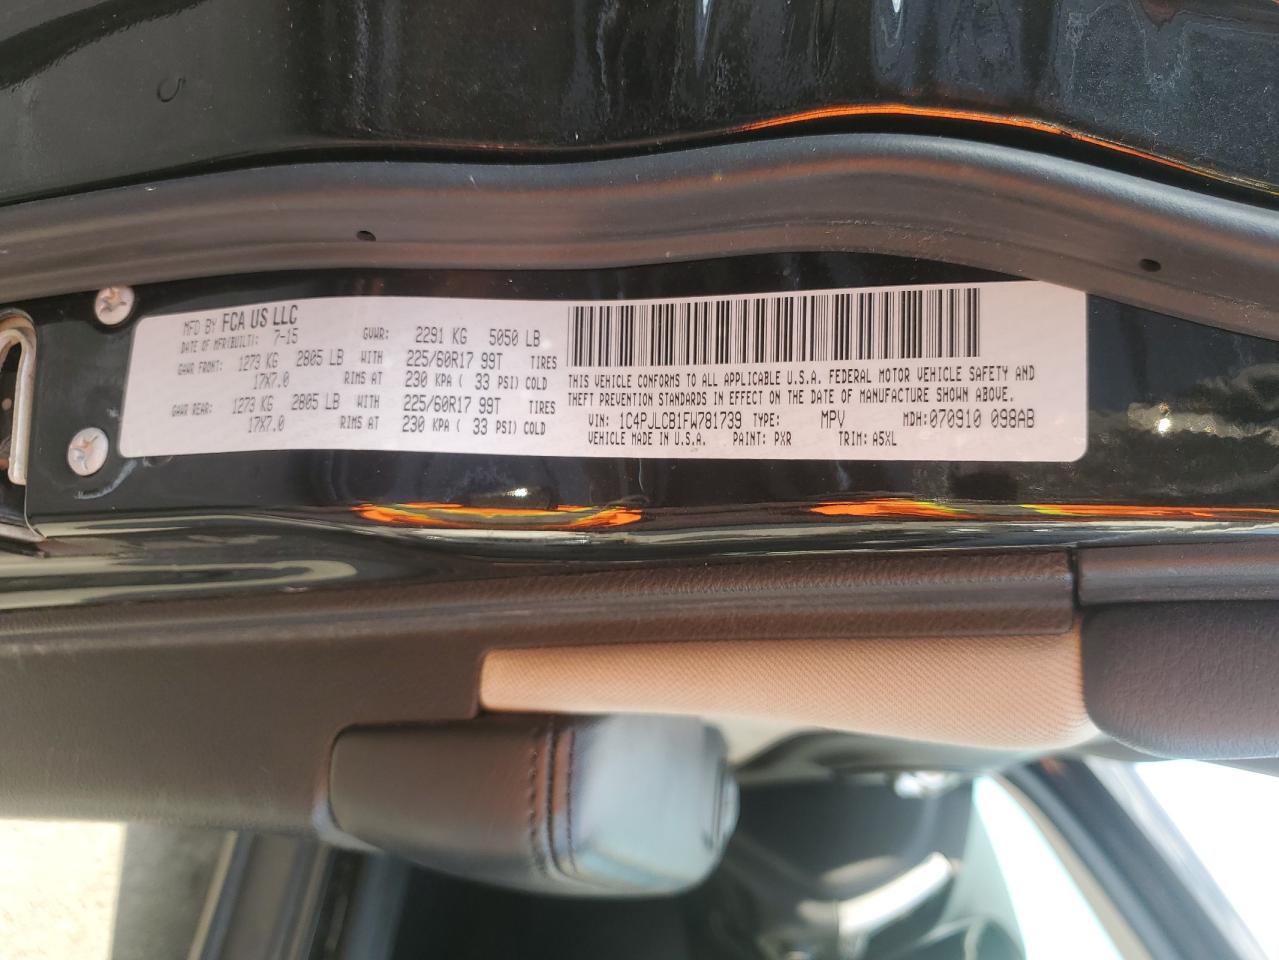 MFD BY FCA US LLC
DATE OF MFR(BUILT): 7-15 GVWR: 2291 KG 5050 LB
GAWR FRONT: 1273 KG 2805 LB WITH 225/60R17 99T TIRES
17X7.0 RIMS AT 230 KPA ( 33 PSI) COLD
GAWR REAR: 1273 KG 2805 LB WITH 225/60R17 99T TIRES
17X7.0 RIMS AT 230 KPA ( 33 PSI) COLD
THIS VEHICLE CONFORMS TO ALL APPLICABLE U.S.A. FEDERAL MOTOR VEHICLE SAFETY AND
THEFT PREVENTION STANDARDS IN EFFECT ON THE DATE OF MANUFACTURE SHOWN ABOVE.
VIN: 1C4PJLCB1FW781739 TYPE: MPV MDH:070910 098AB
VEHICLE MADE IN U.S.A. PAINT: PXR TRIM: A5XL